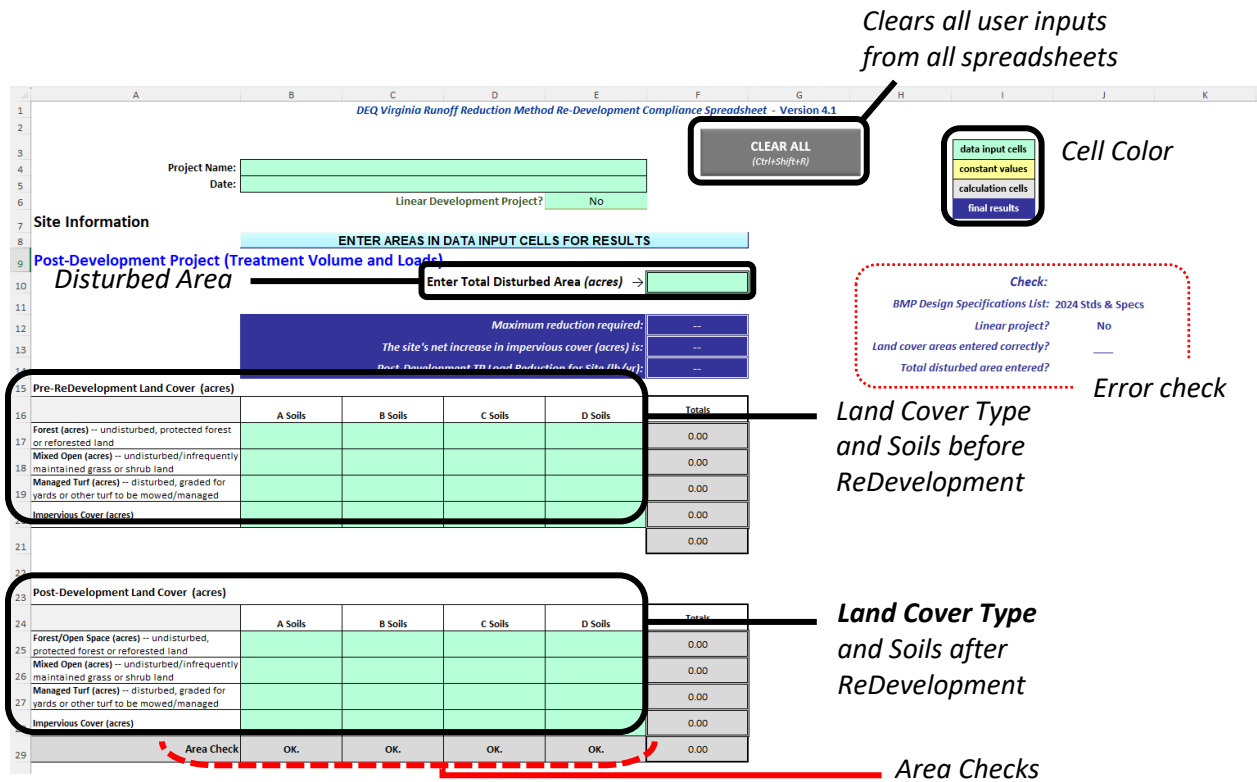 Clears all user inputs
from all spreadsheets
A B C D E F G H I J K
1 DEQ Virginia Runoff Reduction Method Re-Development Compliance Spreadsheet - Version 4.1
2
3 CLEAR ALL
(Ctrl+Shift+R)
data input cells
constant values
calculation cells
final results
Cell Color
4 Project Name:
5 Date:
6 Linear Development Project? No
7 Site Information
8 ENTER AREAS IN DATA INPUT CELLS FOR RESULTS
9 Post-Development Project (Treatment Volume and Loads)
Disturbed Area
10 Enter Total Disturbed Area (acres) →
Check:
11 BMP Design Specifications List: 2024 Stds & Specs
12 Maximum reduction required: --
Linear project? No
13 The site's net increase in impervious cover (acres) is: --
Land cover areas entered correctly? ___
14 Post-Development TP Load Reduction for Site (lb/yr): --
Total disturbed area entered?
Error check
15 Pre-ReDevelopment Land Cover (acres)
16 A Soils B Soils C Soils D Soils Totals
Forest (acres) -- undisturbed, protected forest
17 or reforested land 0.00
Mixed Open (acres) -- undisturbed/infrequently
18 maintained grass or shrub land 0.00
Managed Turf (acres) -- disturbed, graded for
19 yards or other turf to be mowed/managed 0.00
Impervious Cover (acres) 0.00
21 0.00
Land Cover Type
and Soils before
ReDevelopment
22
23 Post-Development Land Cover (acres)
24 A Soils B Soils C Soils D Soils Totals
Forest/Open Space (acres) -- undisturbed,
25 protected forest or reforested land 0.00
Mixed Open (acres) -- undisturbed/infrequently
26 maintained grass or shrub land 0.00
Managed Turf (acres) -- disturbed, graded for
27 yards or other turf to be mowed/managed 0.00
Impervious Cover (acres) 0.00
29 Area Check OK. OK. OK. OK. 0.00
Land Cover Type
and Soils after
ReDevelopment
Area Checks